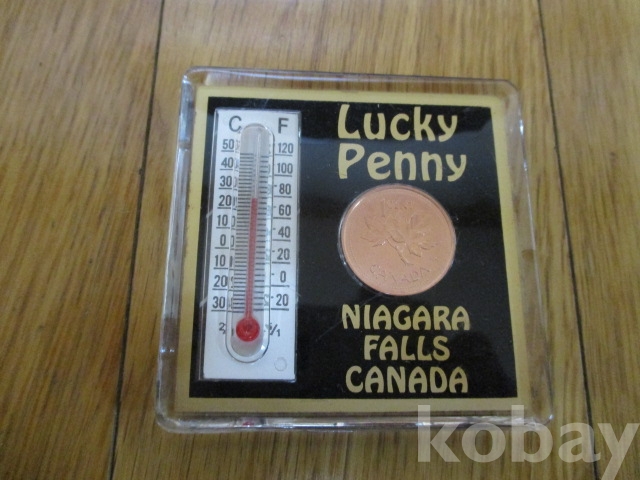 Lucky
Penny
C F
50 120
40 100
30 80
20 60
10 40
0 20
10 0
20 20
30
CANADA
NIAGARA
FALLS
CANADA
kobay